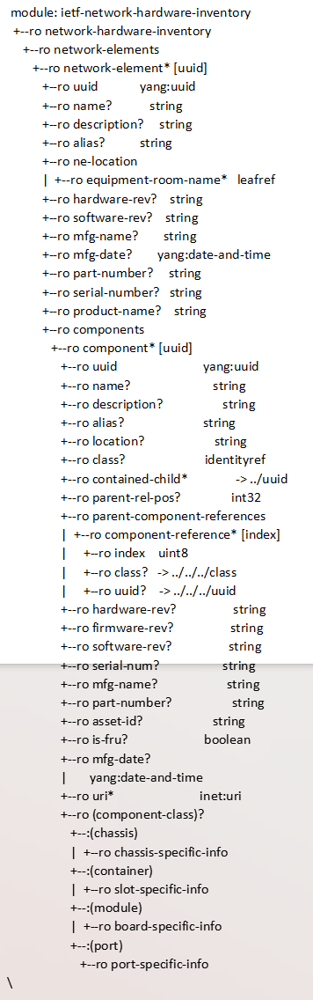 module: ietf-network-hardware-inventory
+--ro network-hardware-inventory
+--ro network-elements
+--ro network-element* [uuid]
+--ro uuid yang:uuid
+--ro name? string
+--ro description? string
+--ro alias? string
+--ro ne-location
| +--ro equipment-room-name* leafref
+--ro hardware-rev? string
+--ro software-rev? string
+--ro mfg-name? string
+--ro mfg-date? yang:date-and-time
+--ro part-number? string
+--ro serial-number? string
+--ro product-name? string
+--ro components
+--ro component* [uuid]
+--ro uuid yang:uuid
+--ro name? string
+--ro description? string
+--ro alias? string
+--ro location? string
+--ro class? identityref
+--ro contained-child* -> ../uuid
+--ro parent-rel-pos? int32
+--ro parent-component-references
| +--ro component-reference* [index]
| +--ro index uint8
| +--ro class? -> ../../../class
| +--ro uuid? -> ../../../uuid
+--ro hardware-rev? string
+--ro firmware-rev? string
+--ro software-rev? string
+--ro serial-num? string
+--ro mfg-name? string
+--ro part-number? string
+--ro asset-id? string
+--ro is-fru? boolean
+--ro mfg-date?
| yang:date-and-time
+--ro uri* inet:uri
+--ro (component-class)?
+--:(chassis)
| +--ro chassis-specific-info
+--:(container)
| +--ro slot-specific-info
+--:(module)
| +--ro board-specific-info
+--:(port)
+--ro port-specific-info
\